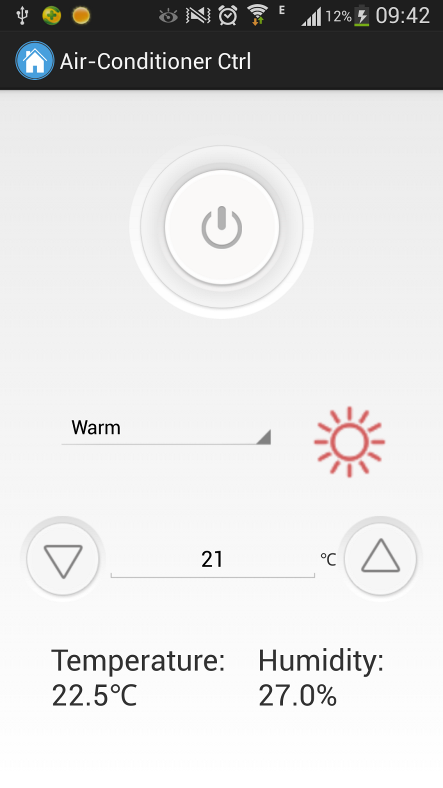 E 12% 09:42
Air-Conditioner Ctrl
Warm
21 °C
Temperature: Humidity:
22.5℃ 27.0%